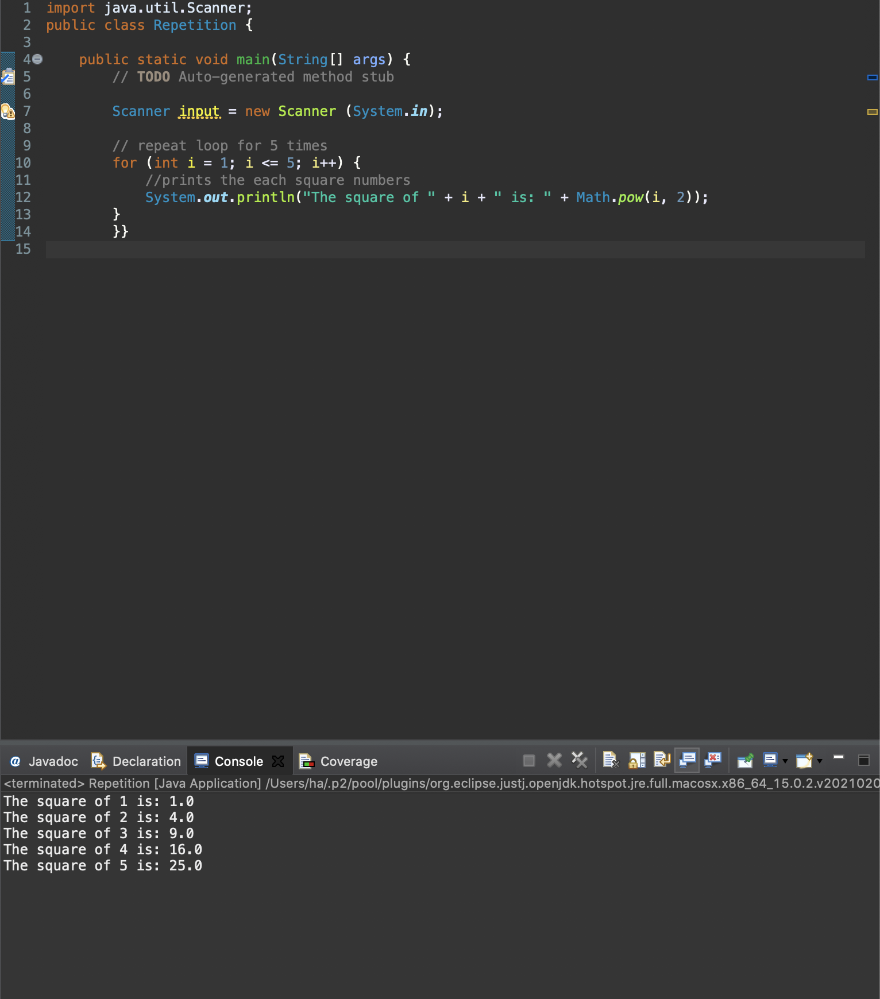 1 import java.util.Scanner;
2 public class Repetition {
3
4 public static void main(String[] args) {
5 // TODO Auto-generated method stub
6
7 Scanner input = new Scanner (System.in);
8
9 // repeat loop for 5 times
10 for (int i = 1; i <= 5; i++) {
11 //prints the each square numbers
12 System.out.println("The square of " + i + " is: " + Math.pow(i, 2));
13 }
14 }}
15
@ Javadoc Declaration Console Coverage
<terminated> Repetition [Java Application] /Users/ha/.p2/pool/plugins/org.eclipse.justj.openjdk.hotspot.jre.full.macosx.x86_64_15.0.2.v2021020
The square of 1 is: 1.0
The square of 2 is: 4.0
The square of 3 is: 9.0
The square of 4 is: 16.0
The square of 5 is: 25.0